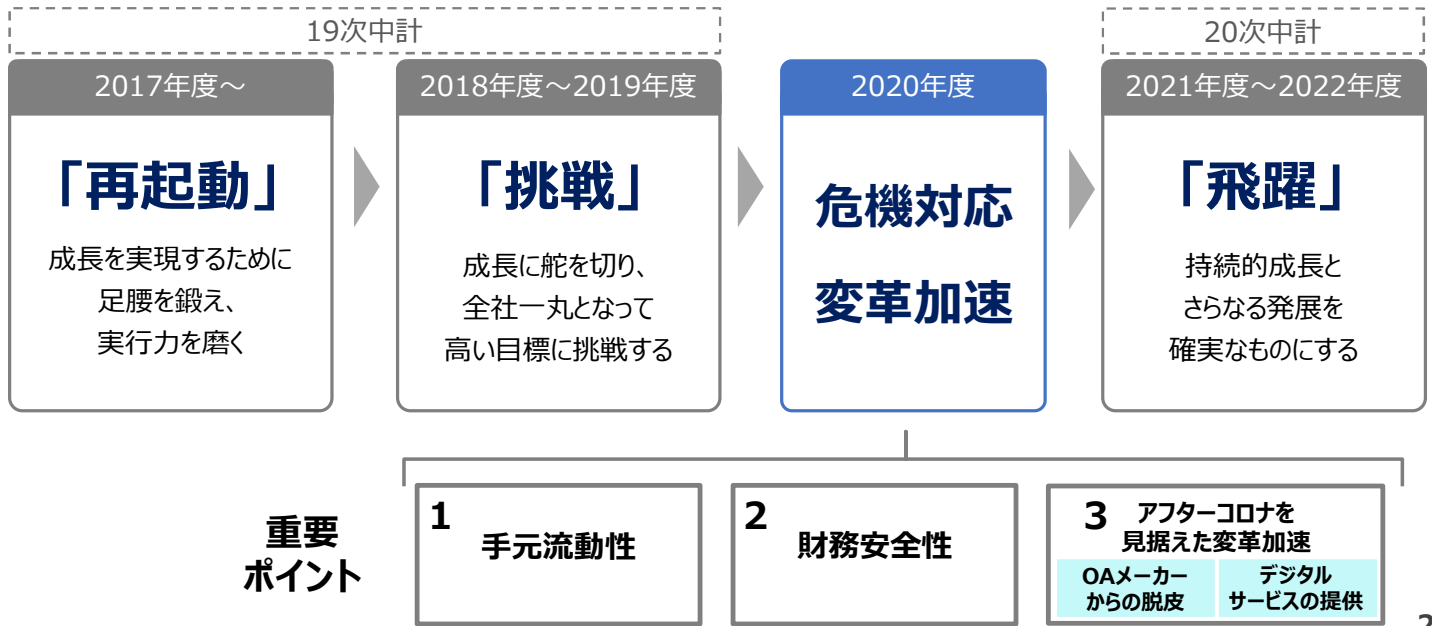 19次中計
20次中計
2017年度～
「再起動」
成長を実現するために
足腰を鍛え、
実行力を磨く
2018年度～2019年度
「挑戦」
成長に舵を切り、
全社一丸となって
高い目標に挑戦する
2020年度
危機対応
変革加速
2021年度～2022年度
「飛躍」
持続的成長と
さらなる発展を
確実なものにする
重要
ポイント
1
手元流動性
2
財務安全性
3
アフターコロナを
見据えた変革加速
OAメーカー
からの脱皮
デジタル
サービスの提供
2